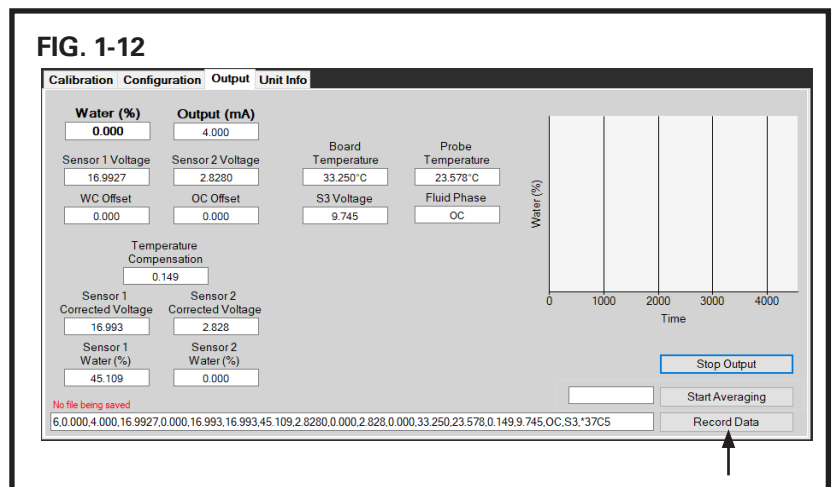 FIG. 1-12
Calibration Configuration Output Unit Info
Water (%) Output (mA)
0.000 4.000
Board Temperature Probe Temperature
Sensor 1 Voltage Sensor 2 Voltage
16.9927 2.8280 33.250°C 23.578°C
WC Offset OC Offset S3 Voltage Fluid Phase
0.000 0.000 9.745 OC
Temperature
Compensation
0.149
Sensor 1 Sensor 2
Corrected Voltage Corrected Voltage
16.993 2.828
Sensor 1 Sensor 2
Water (%) Water (%)
45.109 0.000
Water (%)
0 1000 2000 3000 4000
Time
Stop Output
Start Averaging
No file being saved
6,0.000,4.000,16.9927,0.000,16.993,16.993,45.109,2.8280,0.000,2.828,0.000,33.250,23.578,0.149,9.745,OC,S3,*37C5
Record Data